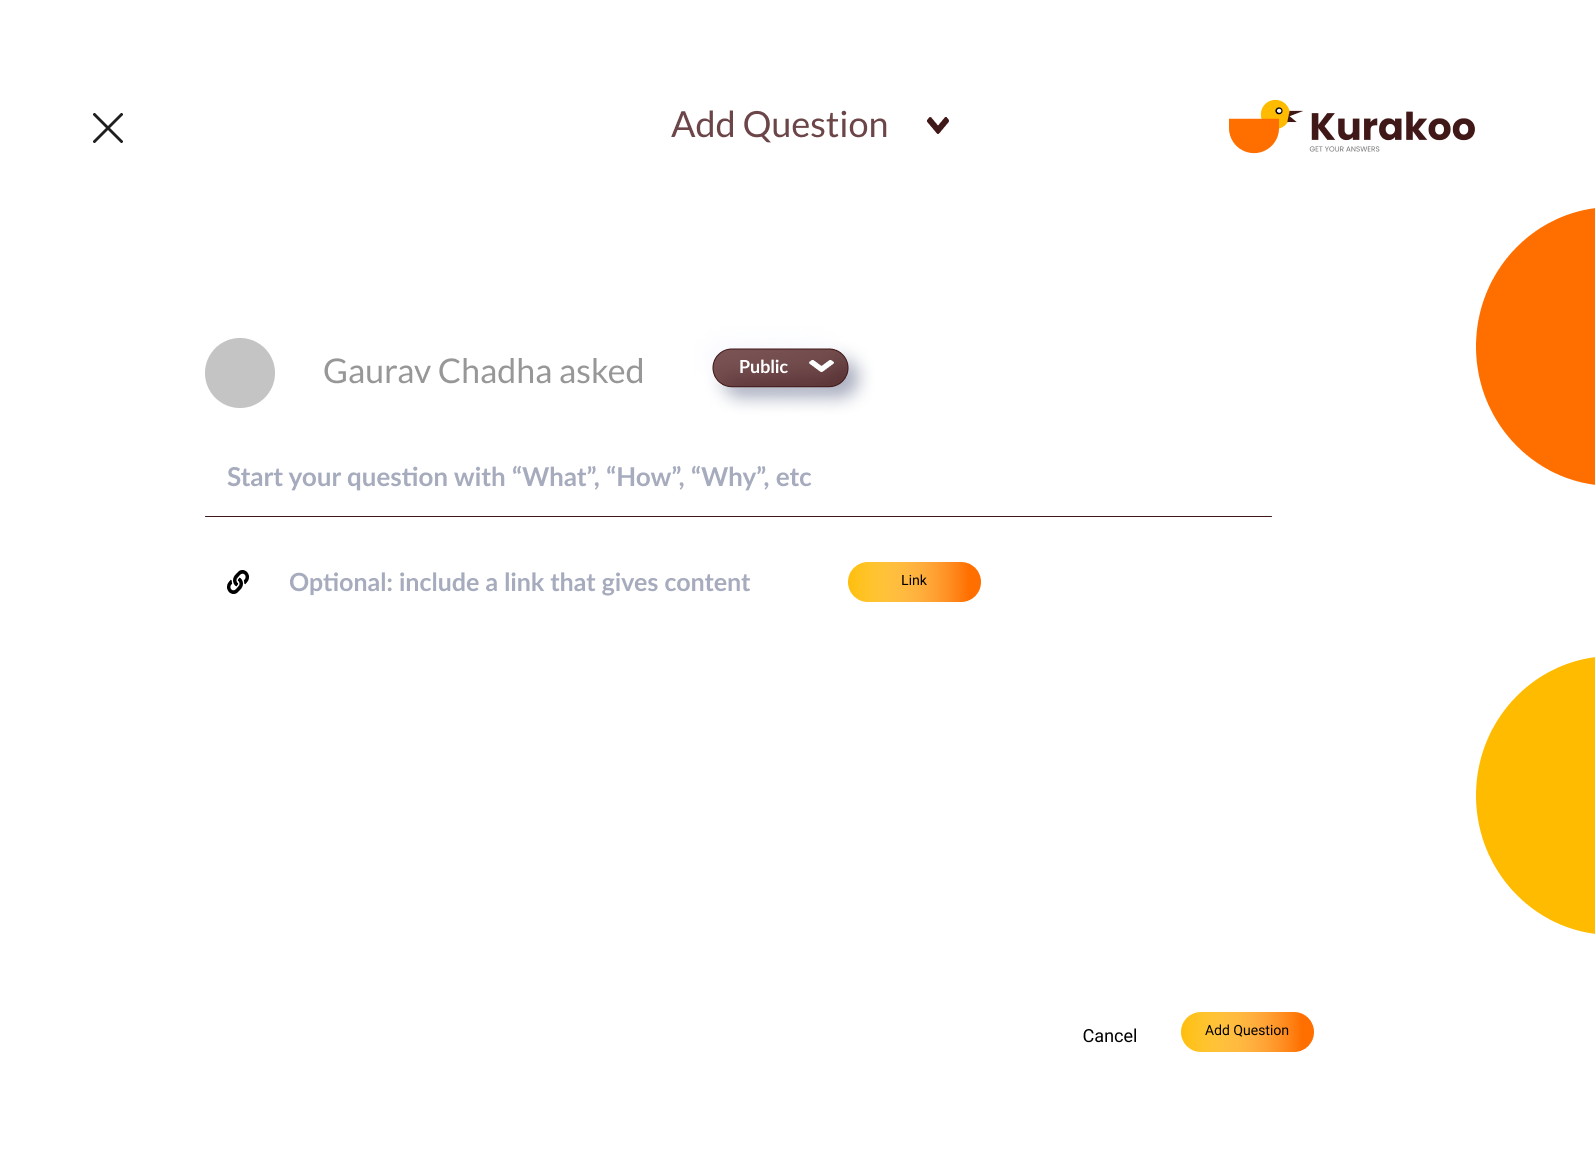 Add Question
Kurakoo
GET YOUR ANSWERS
Gaurav Chadha asked
Public
Start your question with “What”, “How”, “Why”, etc
Optional: include a link that gives content
Link
Cancel
Add Question